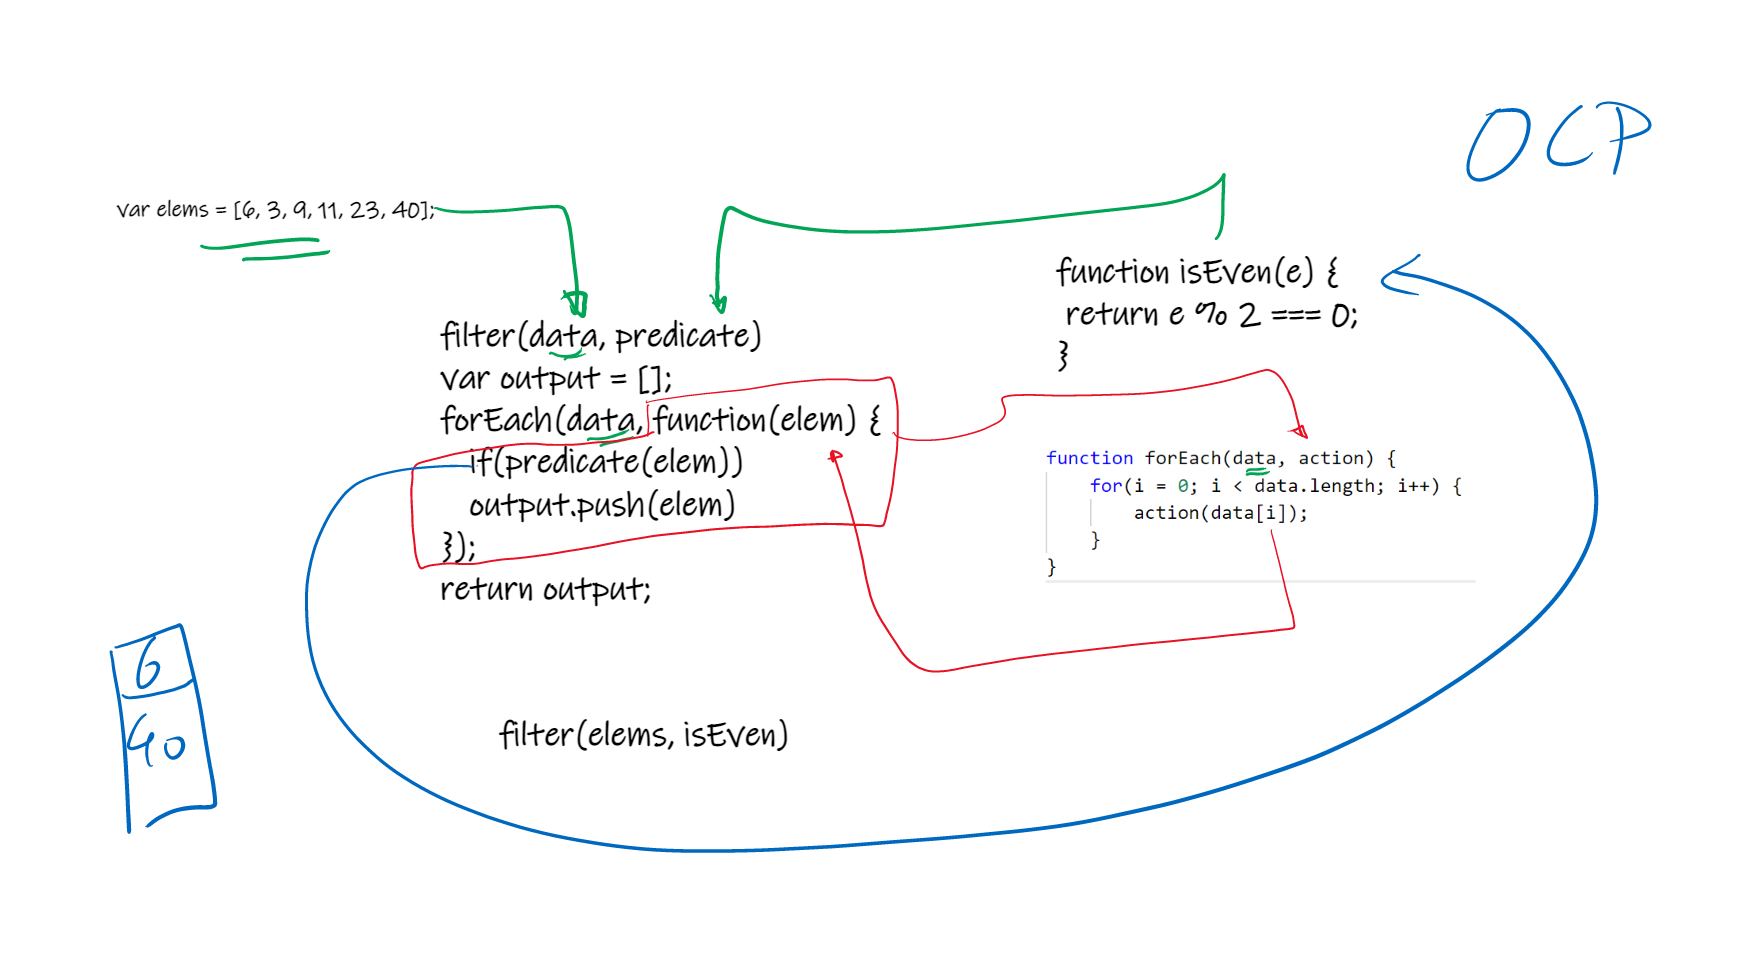 OCP
var elems = [6, 3, 9, 11, 23, 40];
function isEven(e) {
return e % 2 === 0;
}
filter(data, predicate)
var output = [];
forEach(data, function(elem) {
if(predicate(elem))
output.push(elem)
});
return output;
function forEach(data, action) {
for(i = 0; i < data.length; i++) {
action(data[i]);
}
}
6
40
filter(elems, isEven)